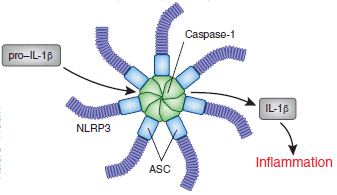 Caspase-1
pro–IL-1β
IL-1β
NLRP3
ASC
Inflammation